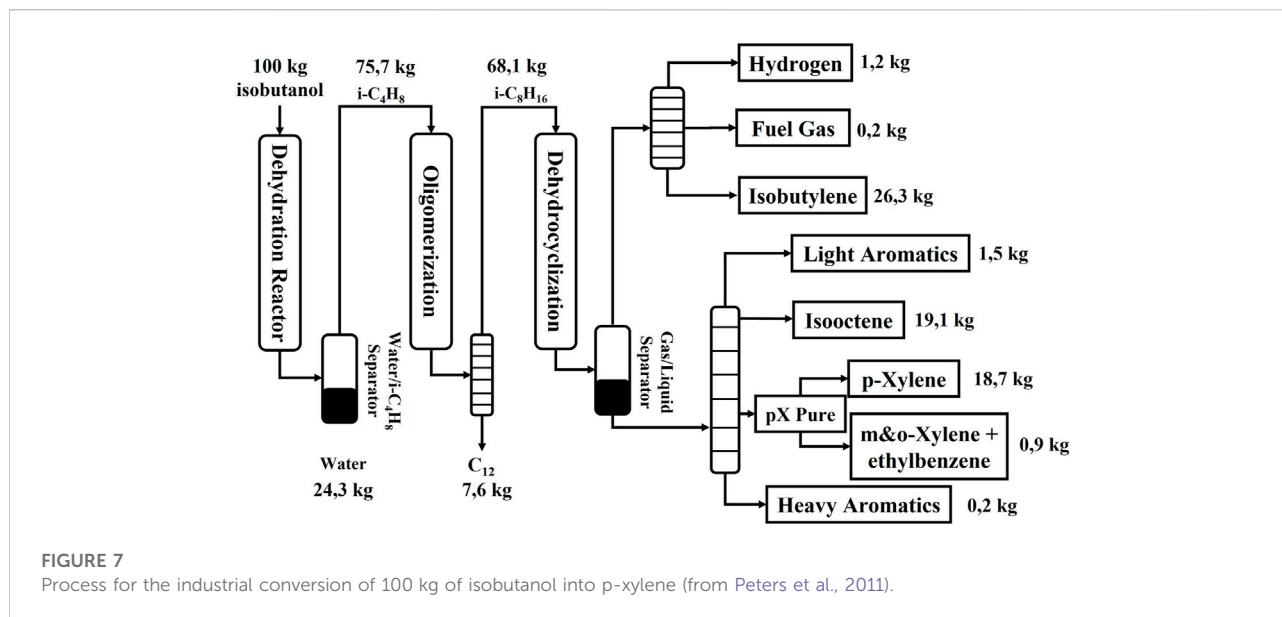 100 kg
isobutanol
75,7 kg
i-C₄H₈
68,1 kg
i-C₈H₁₆
Dehydration Reactor
Water/i-C₄H₈
Separator
Water
24,3 kg
Oligomerization
C₁₂
7,6 kg
Dehydrocyclization
Gas/Liquid
Separator
Hydrogen
1,2 kg
Fuel Gas
0,2 kg
Isobutylene
26,3 kg
Light Aromatics
1,5 kg
Isooctene
19,1 kg
pX Pure
p-Xylene
18,7 kg
m&o-Xylene +
ethylbenzene
0,9 kg
Heavy Aromatics
0,2 kg
FIGURE 7
Process for the industrial conversion of 100 kg of isobutanol into p-xylene (from Peters et al., 2011).